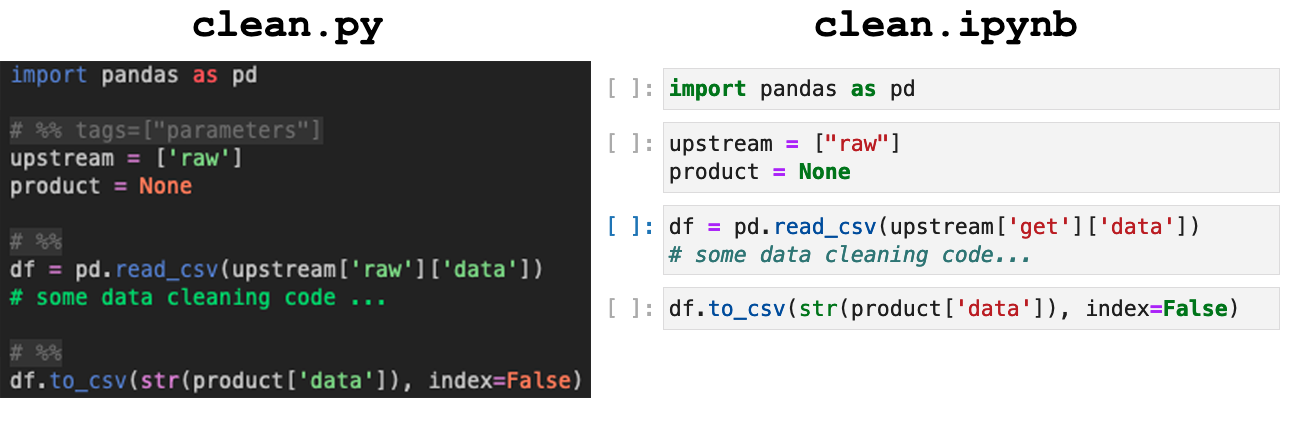 clean.py
import pandas as pd
# %% tags=["parameters"]
upstream = ['raw']
product = None
# %%
df = pd.read_csv(upstream['raw']['data'])
# some data cleaning code ...
# %%
df.to_csv(str(product['data']), index=False)
clean.ipynb
[ ]: import pandas as pd
[ ]: upstream = ["raw"]
product = None
[ ]: df = pd.read_csv(upstream['get']['data'])
# some data cleaning code...
[ ]: df.to_csv(str(product['data']), index=False)